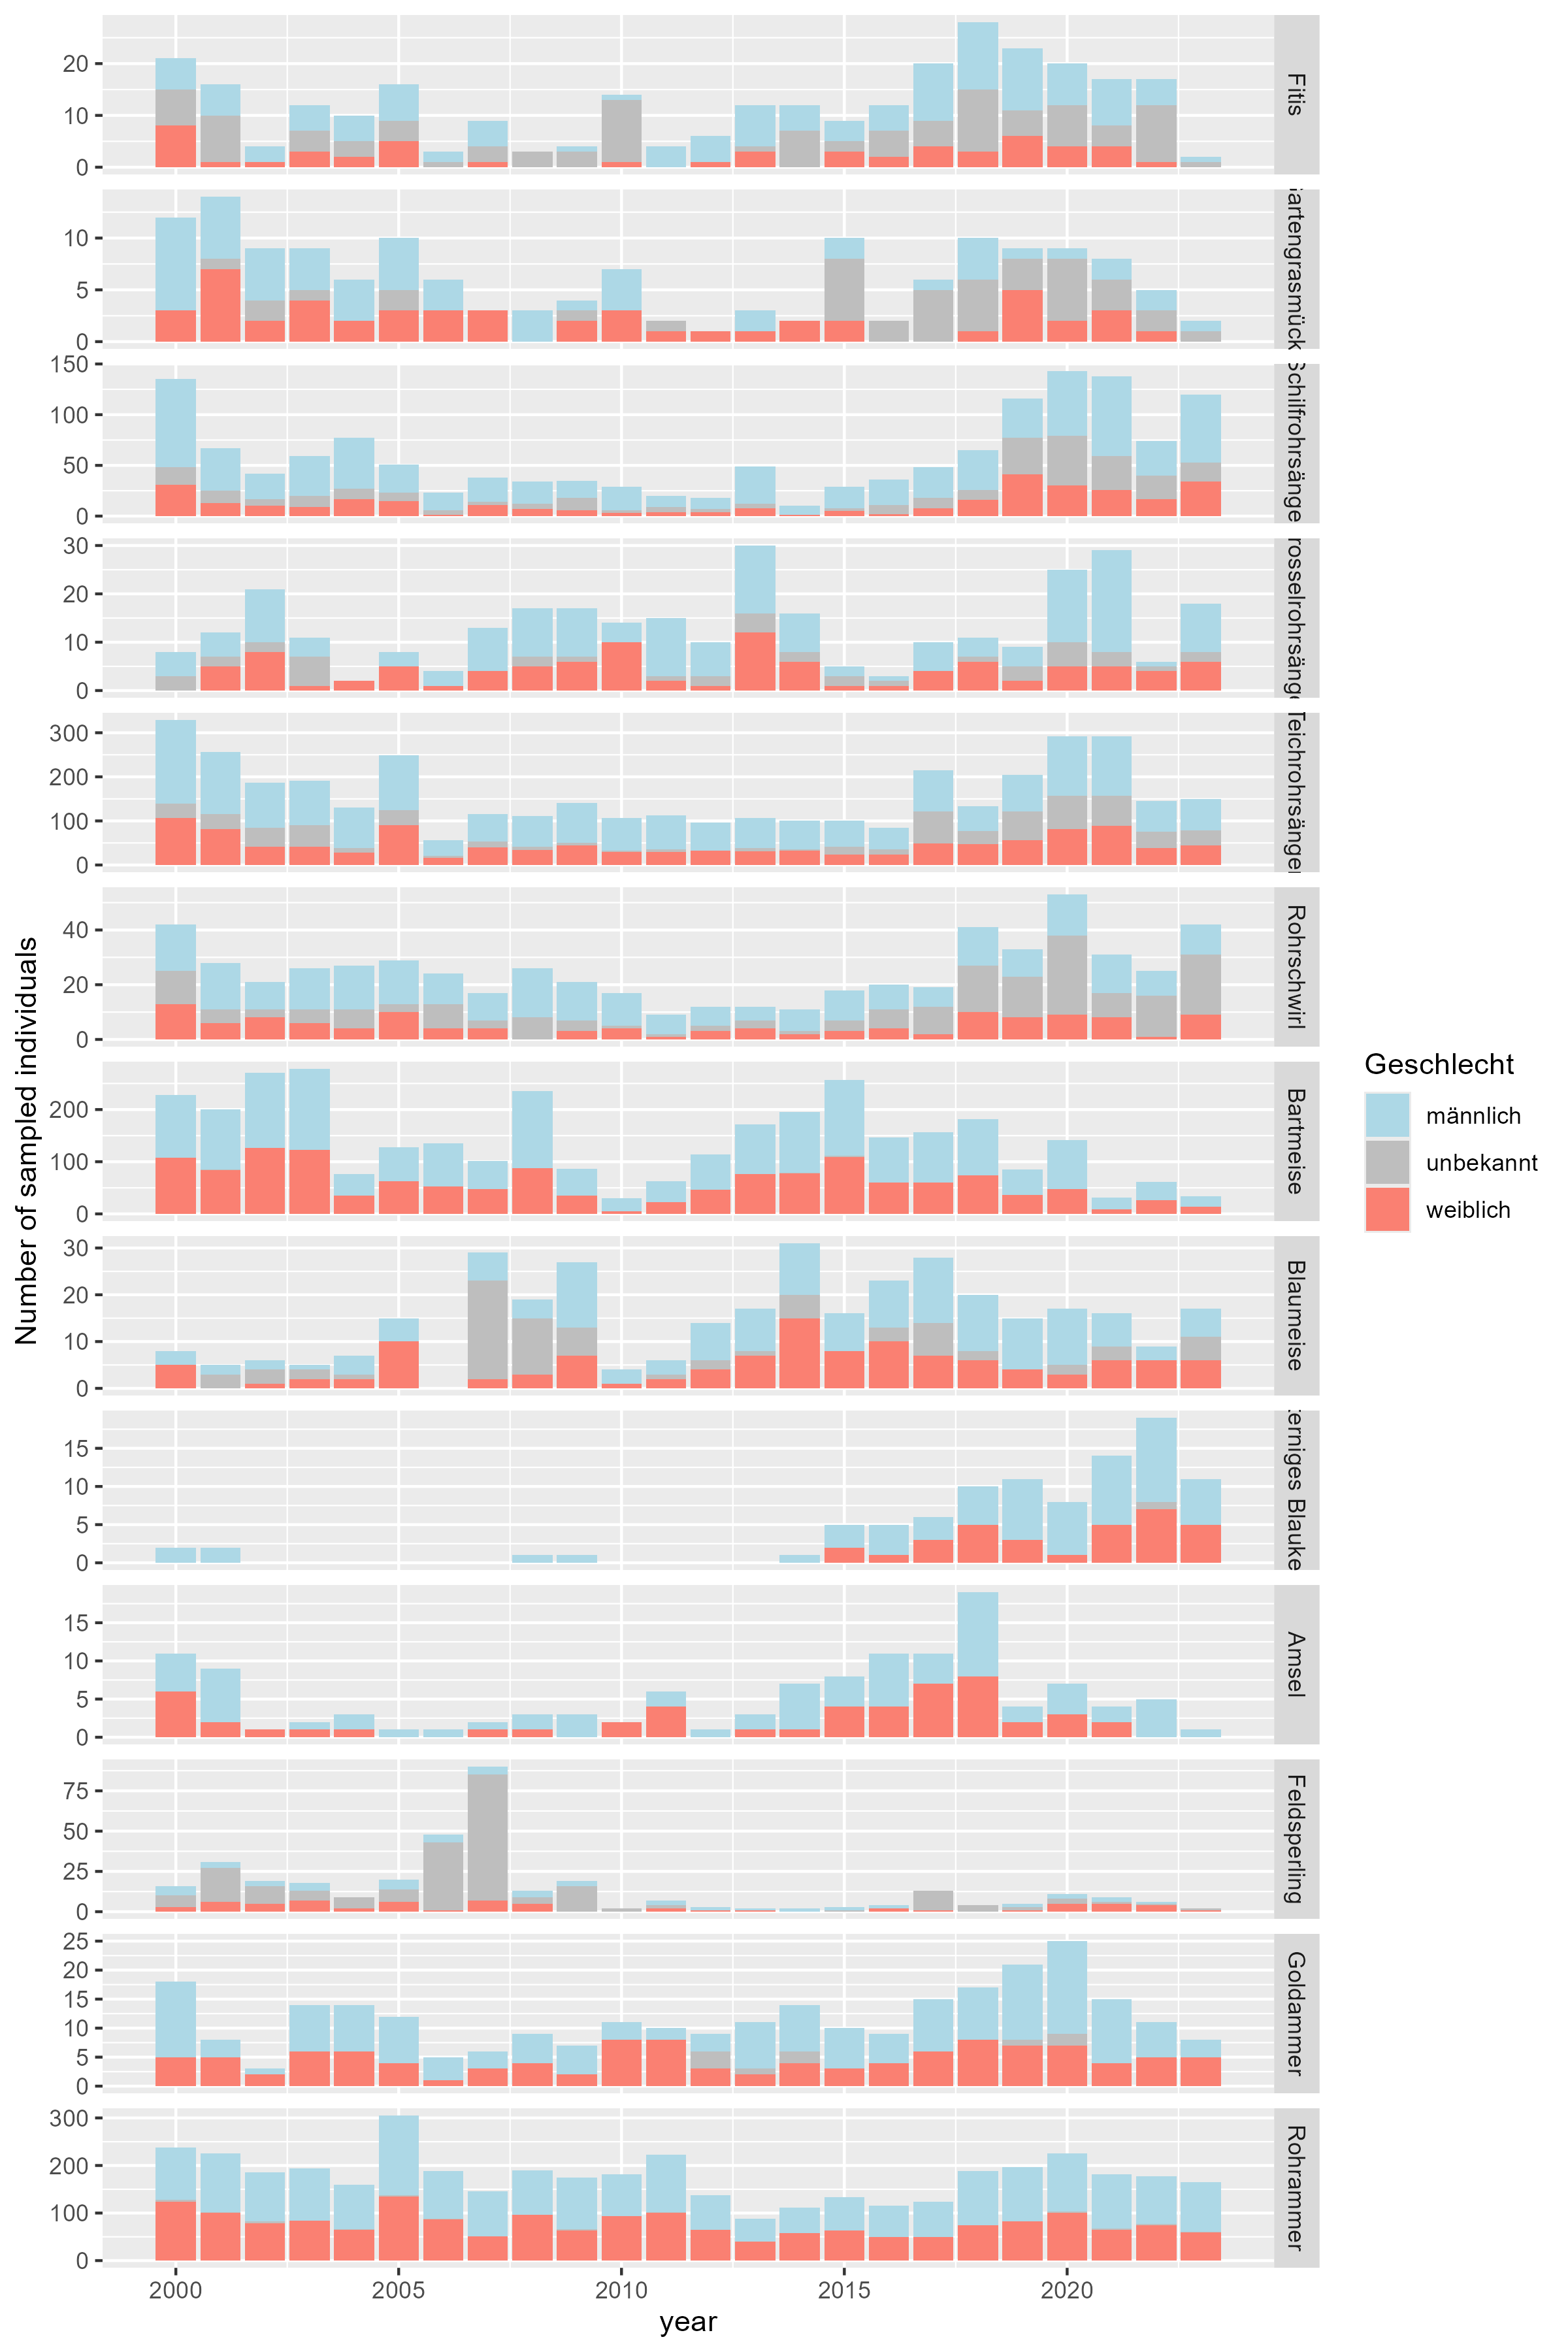 20
10
0
Fitis
10
5
0
artengrasmück
150
100
50
0
Schilfrohrsänge
30
20
10
0
rosselrohrsänge
300
200
100
0
Teichrohrsänger
40
20
0
Rohrschwirl
200
100
0
Bartmeise
30
20
10
0
Blaumeise
15
10
5
0
terniges Blauke
15
10
5
0
Amsel
75
50
25
0
Feldsperling
25
20
15
10
5
0
Goldammer
300
200
100
0
Rohrammer
2000 2005 2010 2015 2020
year
Number of sampled individuals
Geschlecht
männlich
unbekannt
weiblich